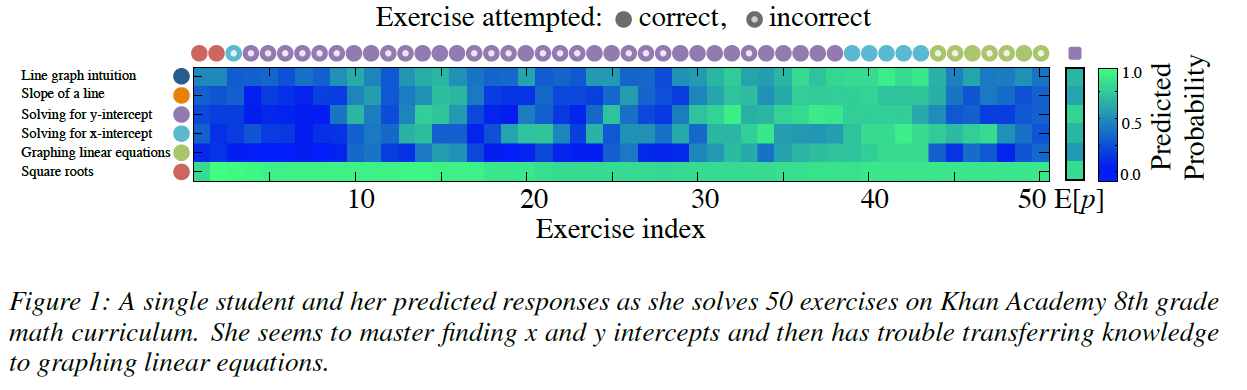 Exercise attempted: correct, incorrect
Line graph intuition
Slope of a line
Solving for y-intercept
Solving for x-intercept
Graphing linear equations
Square roots
1.0
0.5
0.0
Predicted
Probability
10 20 30 40 50 E[p]
Exercise index
Figure 1: A single student and her predicted responses as she solves 50 exercises on Khan Academy 8th grade
math curriculum. She seems to master finding x and y intercepts and then has trouble transferring knowledge
to graphing linear equations.